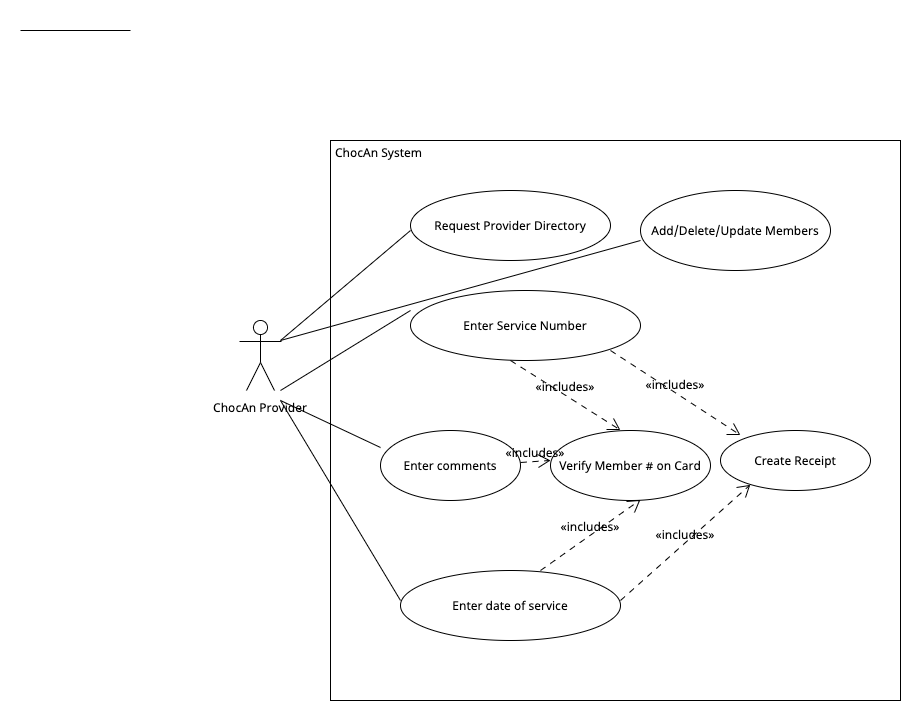 ChocAn System
Request Provider Directory
Add/Delete/Update Members
Enter Service Number
«includes»
«includes»
ChocAn Provider
«includes»
Enter comments
Verify Member # on Card
Create Receipt
«includes»
«includes»
Enter date of service